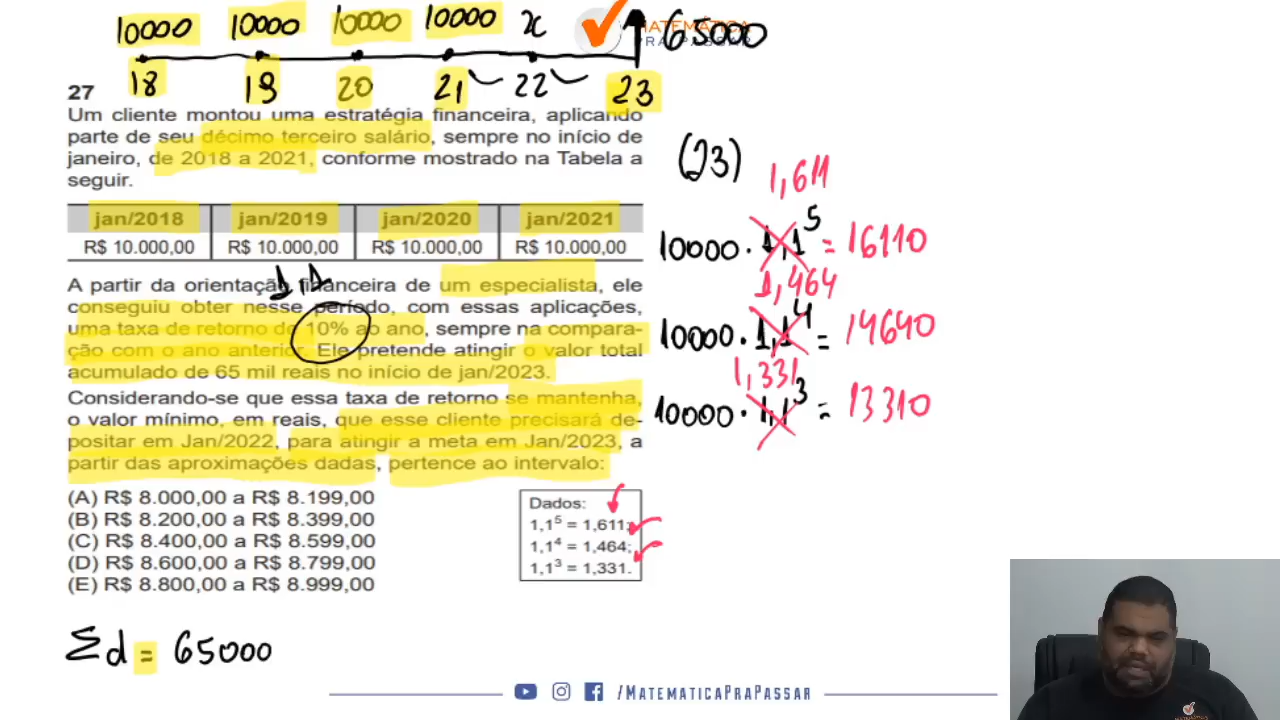 10000 10000 10000 10000 x 65000
MATEMÁTICA
PRA PASSAR
18 19 20 21 22 23
27
Um cliente montou uma estratégia financeira, aplicando
parte de seu décimo terceiro salário, sempre no início de
janeiro, de 2018 a 2021, conforme mostrado na Tabela a
seguir.
jan/2018 jan/2019 jan/2020 jan/2021
R$ 10.000,00 R$ 10.000,00 R$ 10.000,00 R$ 10.000,00
A partir da orientação financeira de um especialista, ele
conseguiu obter nesse período, com essas aplicações,
uma taxa de retorno de 10% ao ano, sempre na compara-
ção com o ano anterior. Ele pretende atingir o valor total
acumulado de 65 mil reais no início de jan/2023.
Considerando-se que essa taxa de retorno se mantenha,
o valor mínimo, em reais, que esse cliente precisará de-
positar em Jan/2022, para atingir a meta em Jan/2023, a
partir das aproximações dadas, pertence ao intervalo:
(A) R$ 8.000,00 a R$ 8.199,00
(B) R$ 8.200,00 a R$ 8.399,00
(C) R$ 8.400,00 a R$ 8.599,00
(D) R$ 8.600,00 a R$ 8.799,00
(E) R$ 8.800,00 a R$ 8.999,00
Dados:
1,1⁵ = 1,611;
1,1⁴ = 1,464;
1,1³ = 1,331.
1,1
(23)
1,611
10000 · 1,1⁵ = 16110
1,464
10000 · 1,1⁴ = 14640
1,331
10000 · 1,1³ = 13310
Σd = 65000
/MatematicaPraPassar